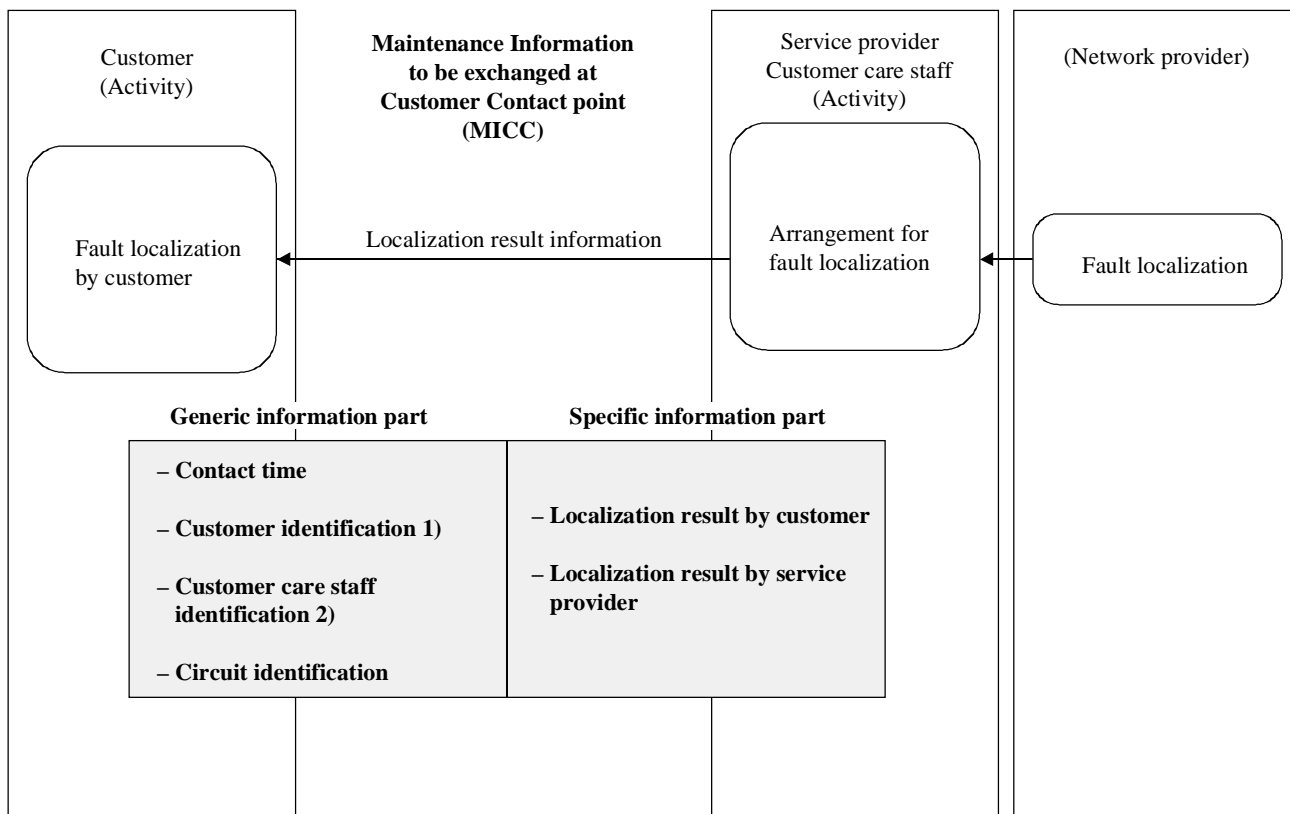 Customer
(Activity)
Maintenance Information
to be exchanged at
Customer Contact point
(MICC)
Service provider
Customer care staff
(Activity)
(Network provider)
Fault localization
by customer
Localization result information
Arrangement for
fault localization
Fault localization
Generic information part
Specific information part
– Contact time
– Customer identification 1)
– Customer care staff
identification 2)
– Circuit identification
– Localization result by customer
– Localization result by service
provider